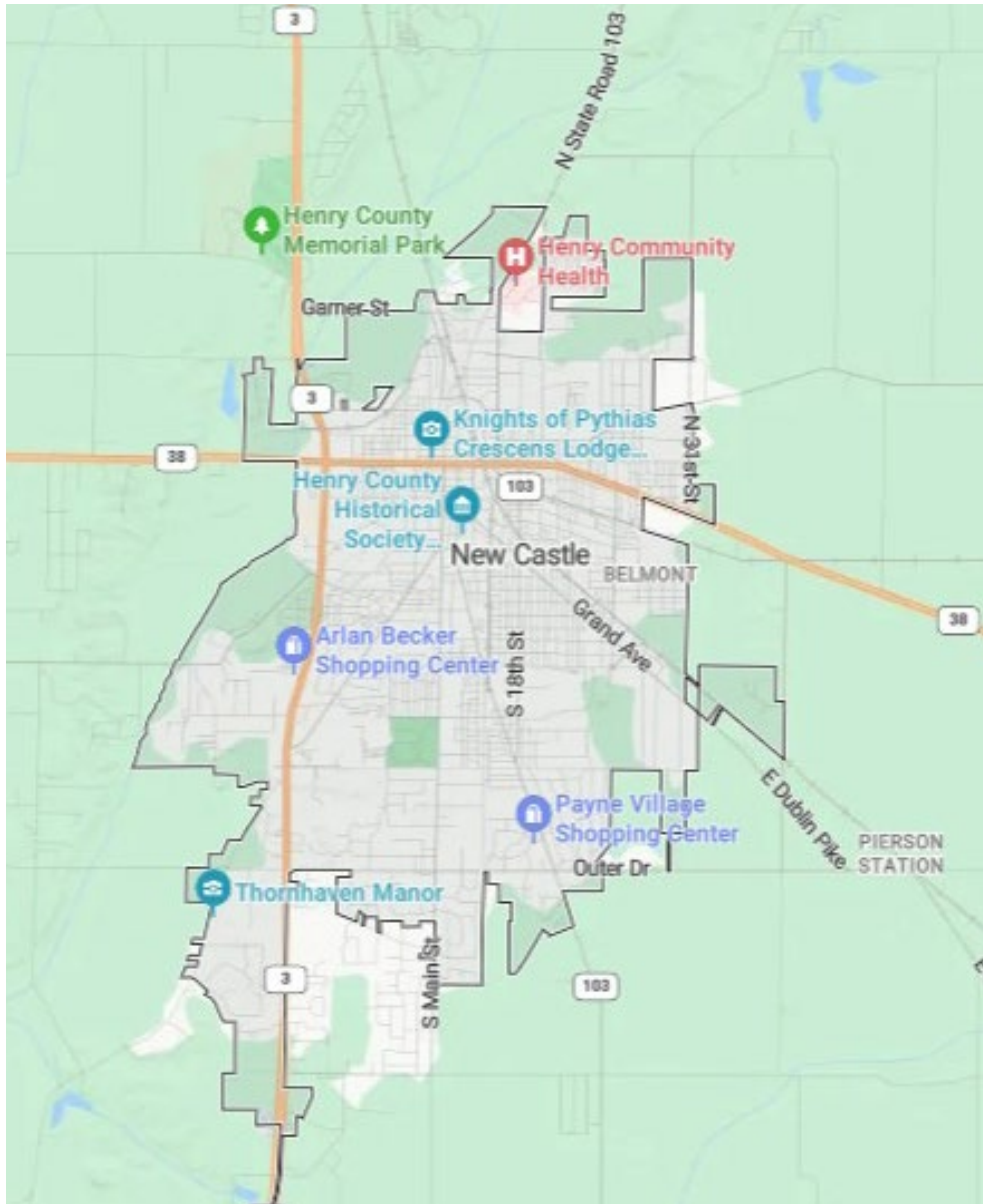 3
N State Road 103
Henry County
Memorial Park
Henry Community
Health
Garner St
3
Knights of Pythias
Crescens Lodge...
N 31st St
38
103
Henry County
Historical
Society...
New Castle
BELMONT
Grand Ave
38
Arlan Becker
Shopping Center
S 18th St
E Dublin Pike
Payne Village
Shopping Center
PIERSON
STATION
Outer Dr
Thornhaven Manor
S Main St
3
103
E